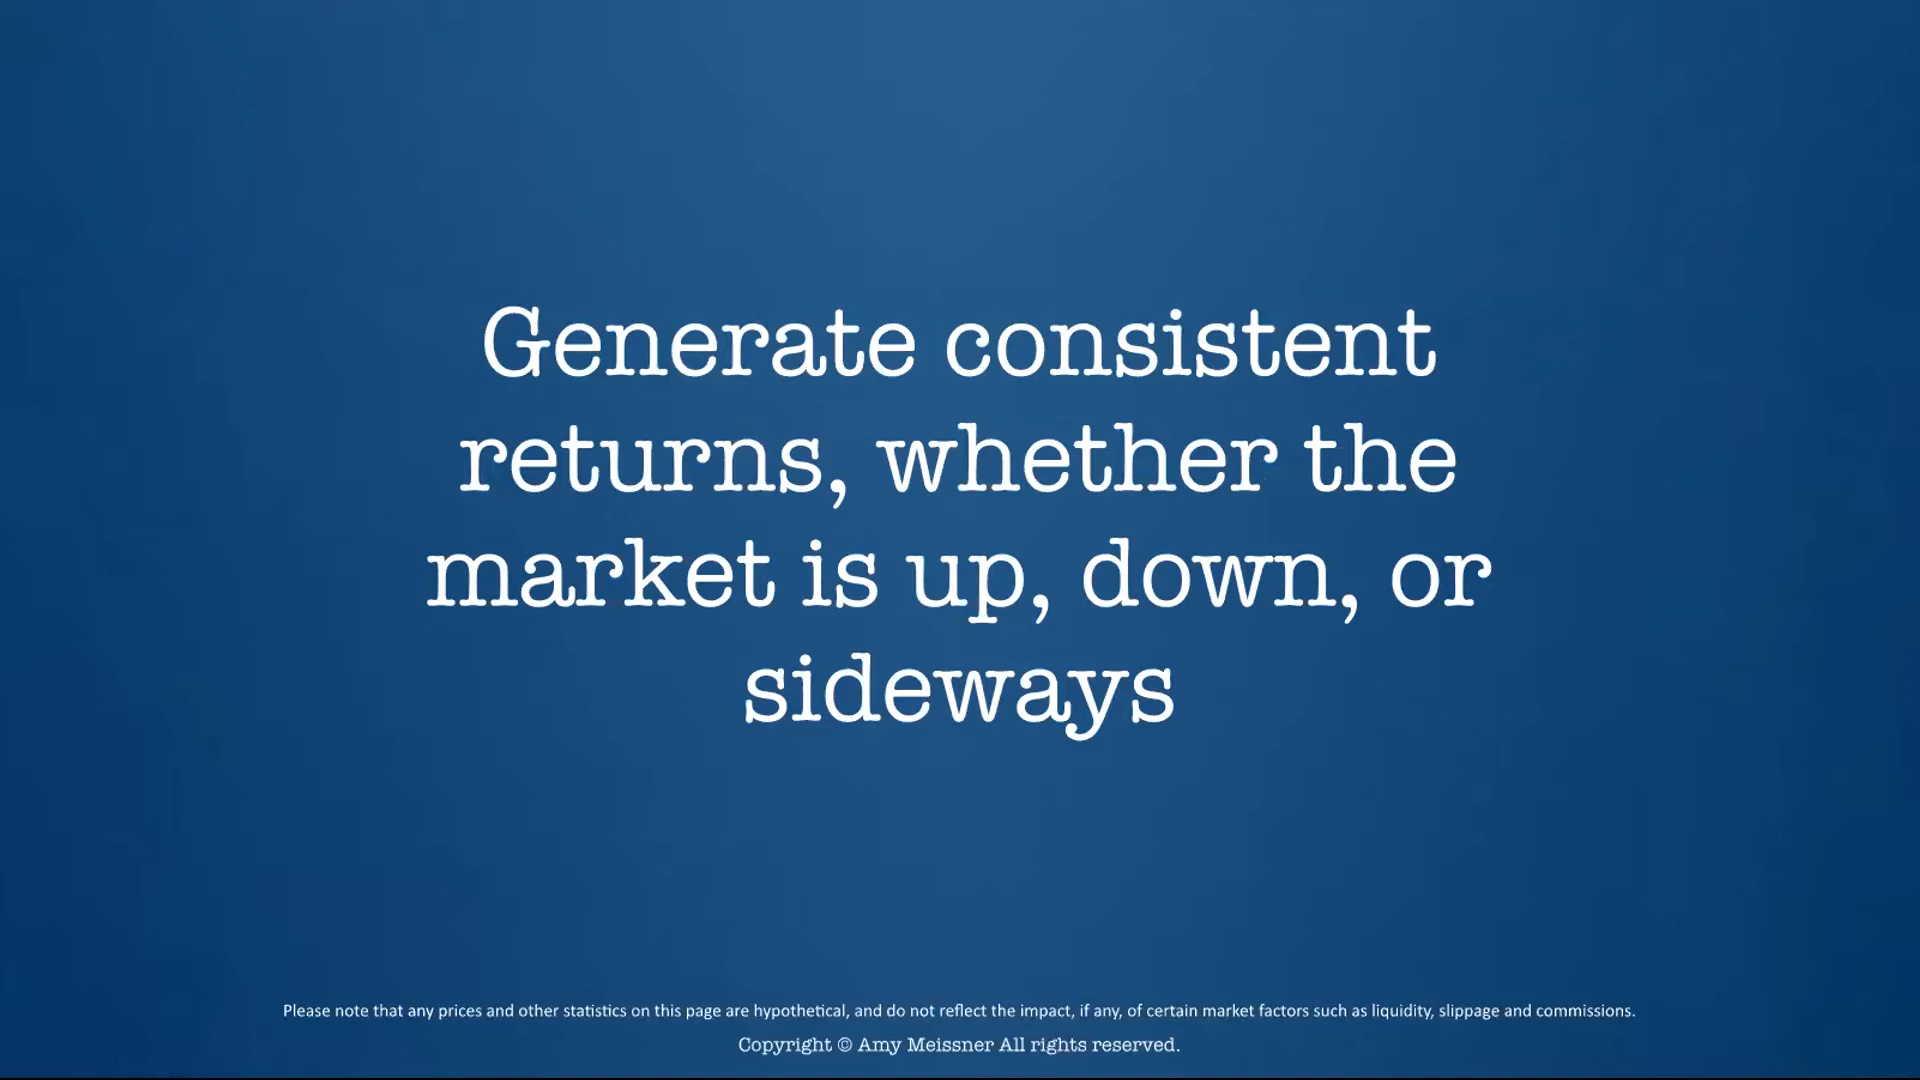 Generate consistent
returns, whether the
market is up, down, or
sideways
Please note that any prices and other statistics on this page are hypothetical, and do not reflect the impact, if any, of certain market factors such as liquidity, slippage and commissions.
Copyright © Amy Meissner All rights reserved.